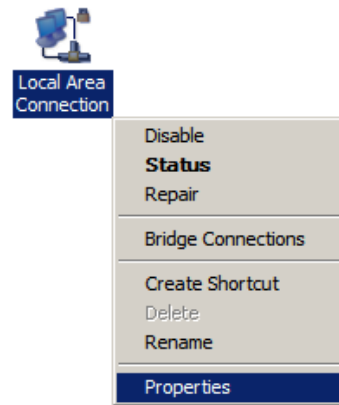 Local Area
Connection
Disable
Status
Repair
Bridge Connections
Create Shortcut
Delete
Rename
Properties